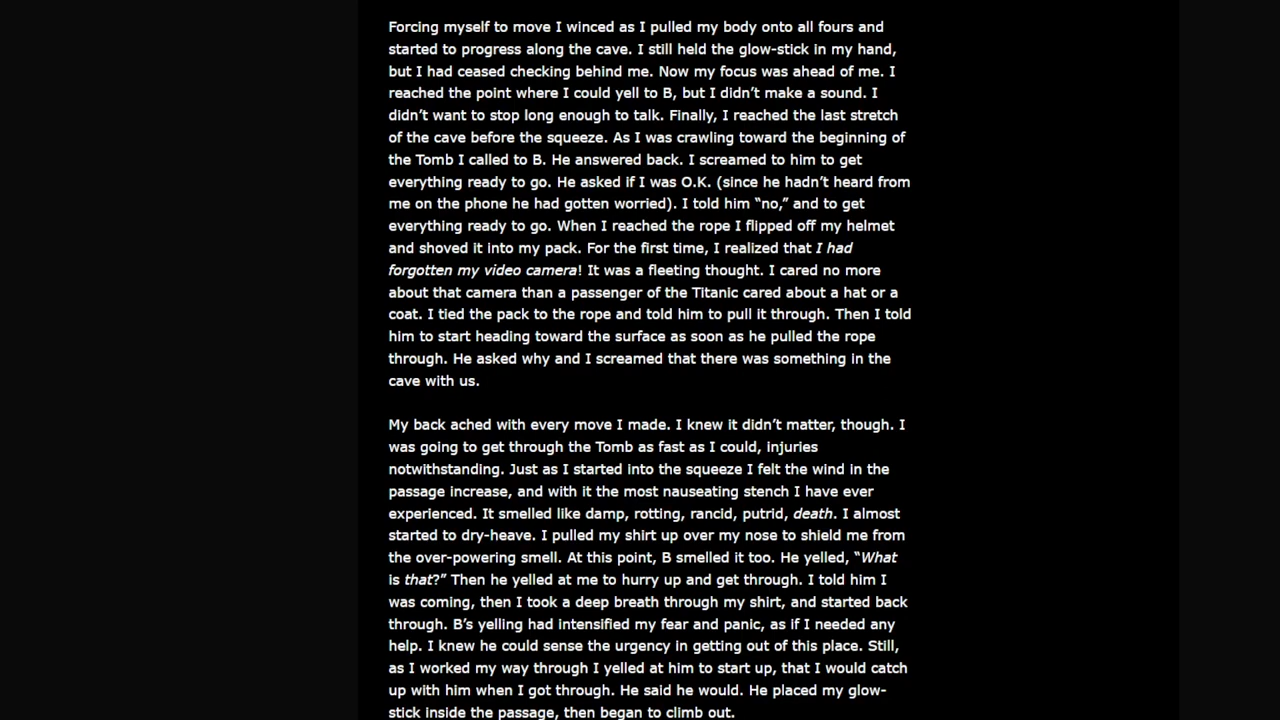 Forcing myself to move I winced as I pulled my body onto all fours and
started to progress along the cave. I still held the glow-stick in my hand,
but I had ceased checking behind me. Now my focus was ahead of me. I
reached the point where I could yell to B, but I didn’t make a sound. I
didn’t want to stop long enough to talk. Finally, I reached the last stretch
of the cave before the squeeze. As I was crawling toward the beginning of
the Tomb I called to B. He answered back. I screamed to him to get
everything ready to go. He asked if I was O.K. (since he hadn’t heard from
me on the phone he had gotten worried). I told him “no,” and to get
everything ready to go. When I reached the rope I flipped off my helmet
and shoved it into my pack. For the first time, I realized that I had
forgotten my video camera! It was a fleeting thought. I cared no more
about that camera than a passenger of the Titanic cared about a hat or a
coat. I tied the pack to the rope and told him to pull it through. Then I told
him to start heading toward the surface as soon as he pulled the rope
through. He asked why and I screamed that there was something in the
cave with us.
My back ached with every move I made. I knew it didn’t matter, though. I
was going to get through the Tomb as fast as I could, injuries
notwithstanding. Just as I started into the squeeze I felt the wind in the
passage increase, and with it the most nauseating stench I have ever
experienced. It smelled like damp, rotting, rancid, putrid, death. I almost
started to dry-heave. I pulled my shirt up over my nose to shield me from
the over-powering smell. At this point, B smelled it too. He yelled, “What
is that?” Then he yelled at me to hurry up and get through. I told him I
was coming, then I took a deep breath through my shirt, and started back
through. B’s yelling had intensified my fear and panic, as if I needed any
help. I knew he could sense the urgency in getting out of this place. Still,
as I worked my way through I yelled at him to start up, that I would catch
up with him when I got through. He said he would. He placed my glow-
stick inside the passage, then began to climb out.